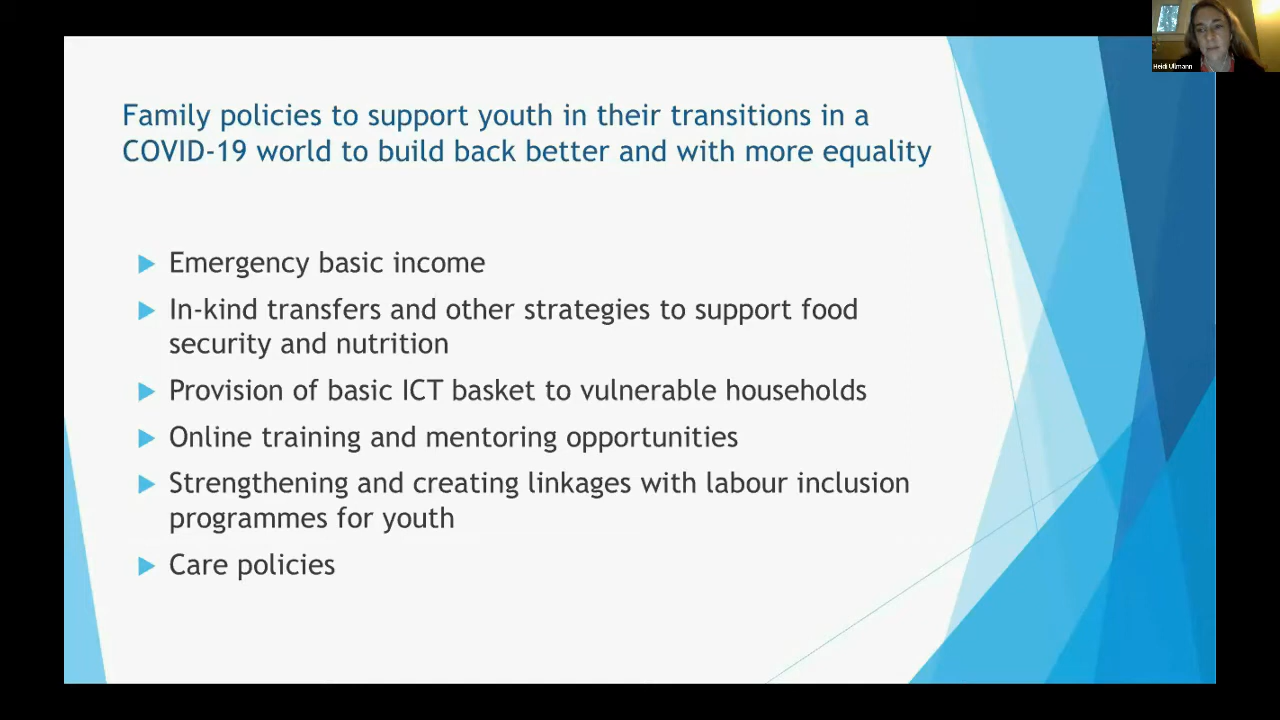 Heidi Ullmann
Family policies to support youth in their transitions in a
COVID-19 world to build back better and with more equality
Emergency basic income
In-kind transfers and other strategies to support food
security and nutrition
Provision of basic ICT basket to vulnerable households
Online training and mentoring opportunities
Strengthening and creating linkages with labour inclusion
programmes for youth
Care policies